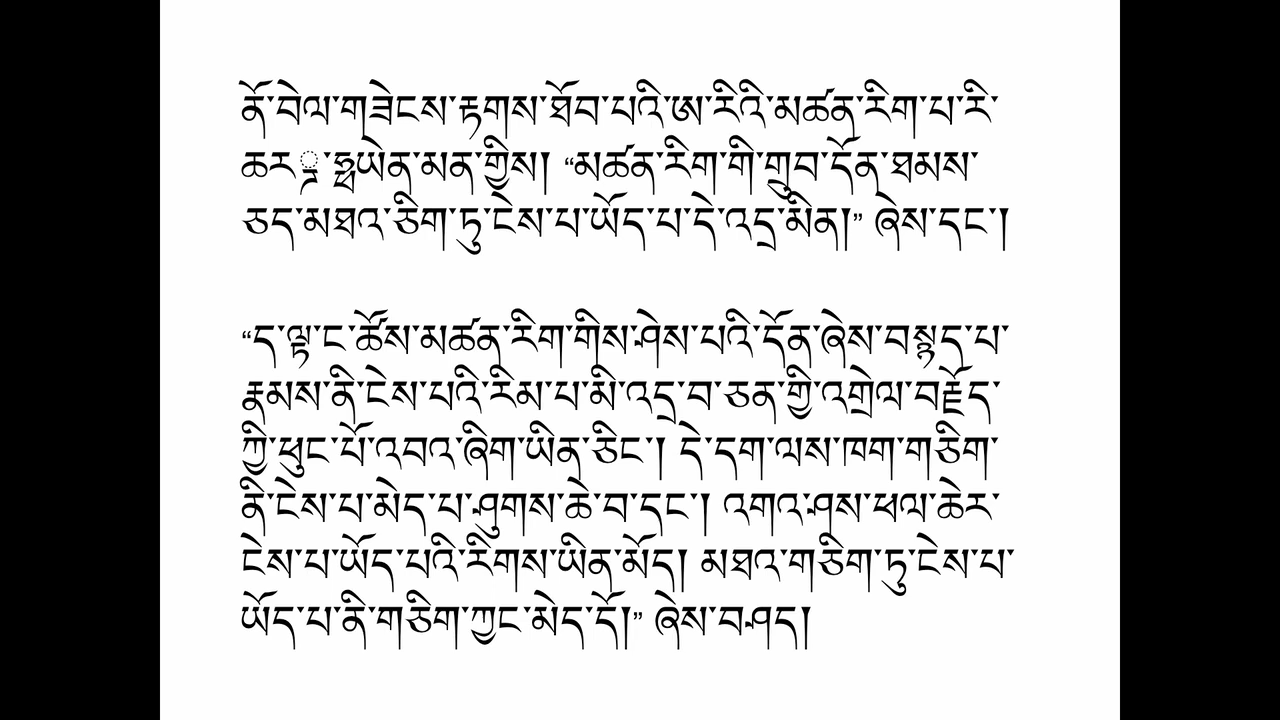 ནོ་བེལ་གཟེངས་རྟགས་ཐོབ་པའི་ཨ་རིའི་མཚན་རིག་པ་རི་
ཆར྄ྜ་ཧྥཡེན་མན་གྱིས། “མཚན་རིག་གི་གྲུབ་དོན་ཐམས་
ཅད་མཐའ་ཅིག་ཏུ་ངེས་པ་ཡོད་པ་དེ་འདྲ་མིན།” ཞེས་དང་།
“ད་ལྟ་ང་ཚོས་མཚན་རིག་གིས་ཤེས་པའི་དོན་ཞེས་བསྙད་པ་
རྣམས་ནི་ངེས་པའི་རིམ་པ་མི་འདྲ་བ་ཅན་གྱི་འགྲེལ་བརྗོད་
ཀྱི་ཕུང་པོ་འབའ་ཞིག་ཡིན་ཅིང་། དེ་དག་ལས་ཁག་གཅིག་
ནི་ངེས་པ་མེད་པ་ཤུགས་ཆེ་བ་དང་། འགའ་ཤས་ཕལ་ཆེར་
ངེས་པ་ཡོད་པའི་རིགས་ཡིན་མོད། མཐའ་གཅིག་ཏུ་ངེས་པ་
ཡོད་པ་ནི་གཅིག་ཀྱང་མེད་དོ།” ཞེས་བཤད།